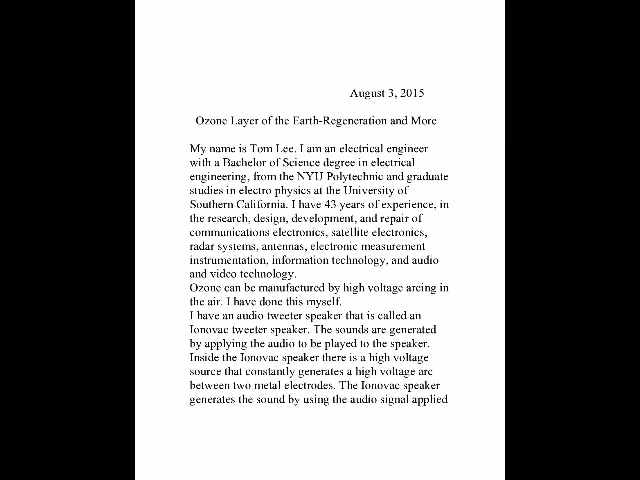 August 3, 2015
Ozone Layer of the Earth-Regeneration and More
My name is Tom Lee. I am an electrical engineer
with a Bachelor of Science degree in electrical
engineering, from the NYU Polytechnic and graduate
studies in electro physics at the University of
Southern California. I have 43 years of experience, in
the research, design, development, and repair of
communications electronics, satellite electronics,
radar systems, antennas, electronic measurement
instrumentation, information technology, and audio
and video technology.
Ozone can be manufactured by high voltage arcing in
the air. I have done this myself.
I have an audio tweeter speaker that is called an
Ionovac tweeter speaker. The sounds are generated
by applying the audio to be played to the speaker.
Inside the Ionovac speaker there is a high voltage
source that constantly generates a high voltage arc
between two metal electrodes. The Ionovac speaker
generates the sound by using the audio signal applied